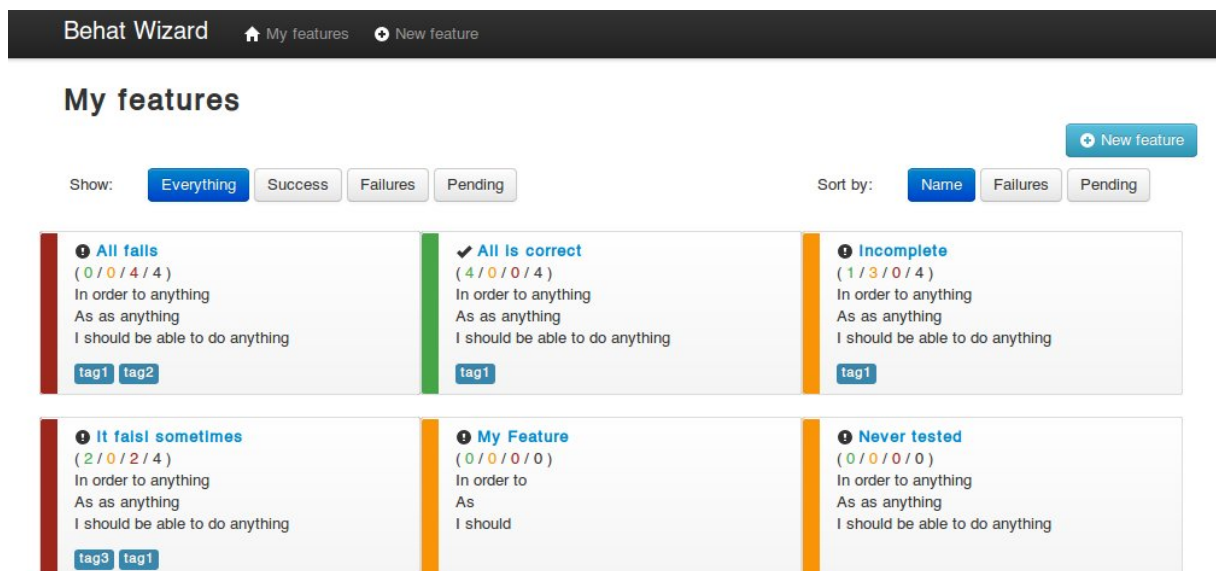 Behat Wizard My features New feature
My features
New feature
Show: Everything Success Failures Pending Sort by: Name Failures Pending
All fails
( 0 / 0 / 4 / 4 )
In order to anything
As as anything
I should be able to do anything
tag1 tag2
All is correct
( 4 / 0 / 0 / 4 )
In order to anything
As as anything
I should be able to do anything
tag1
Incomplete
( 1 / 3 / 0 / 4 )
In order to anything
As as anything
I should be able to do anything
tag1
It faisl sometimes
( 2 / 0 / 2 / 4 )
In order to anything
As as anything
I should be able to do anything
tag3 tag1
My Feature
( 0 / 0 / 0 / 0 )
In order to
As
I should
Never tested
( 0 / 0 / 0 / 0 )
In order to anything
As as anything
I should be able to do anything